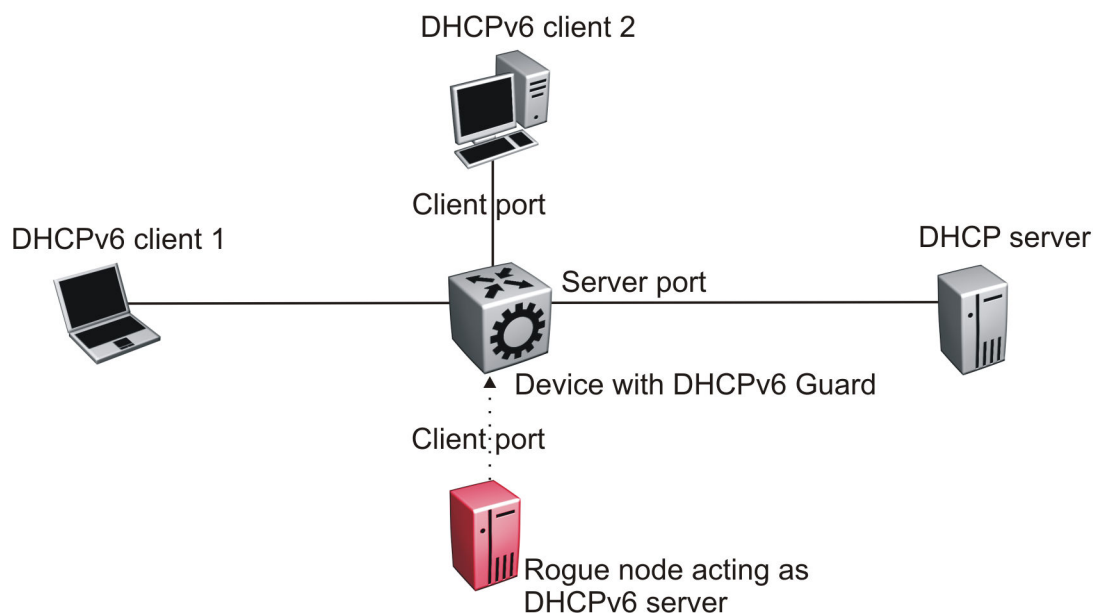 DHCPv6 client 2
Client port
DHCPv6 client 1
DHCP server
Server port
Device with DHCPv6 Guard
Client port
Rogue node acting as
DHCPv6 server